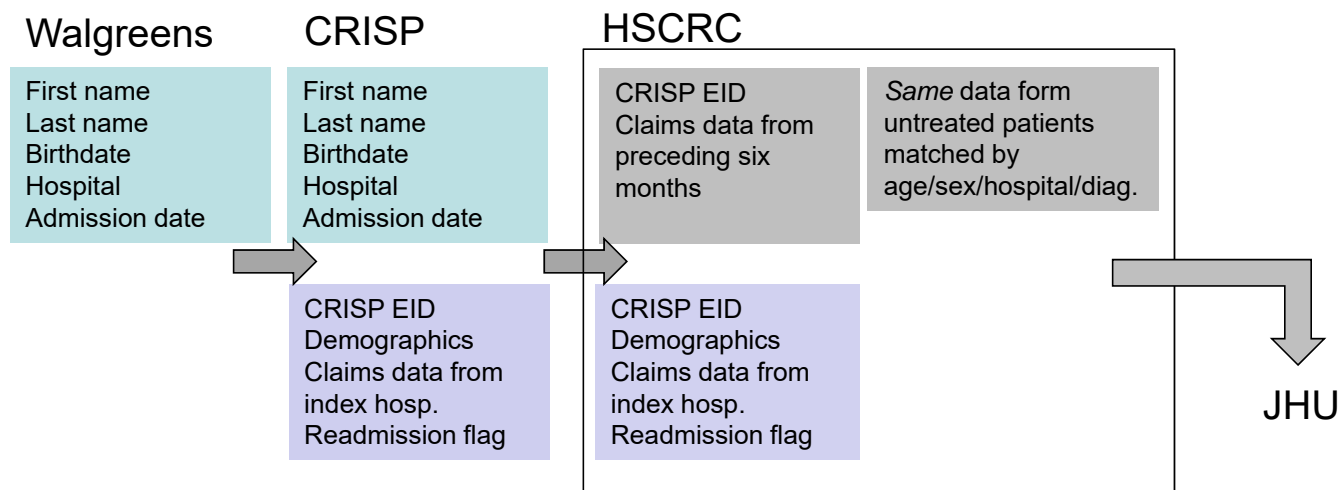 Walgreens
First name
Last name
Birthdate
Hospital
Admission date
CRISP
First name
Last name
Birthdate
Hospital
Admission date
CRISP EID
Demographics
Claims data from
index hosp.
Readmission flag
HSCRC
CRISP EID
Claims data from
preceding six
months
Same data form
untreated patients
matched by
age/sex/hospital/diag.
CRISP EID
Demographics
Claims data from
index hosp.
Readmission flag
JHU